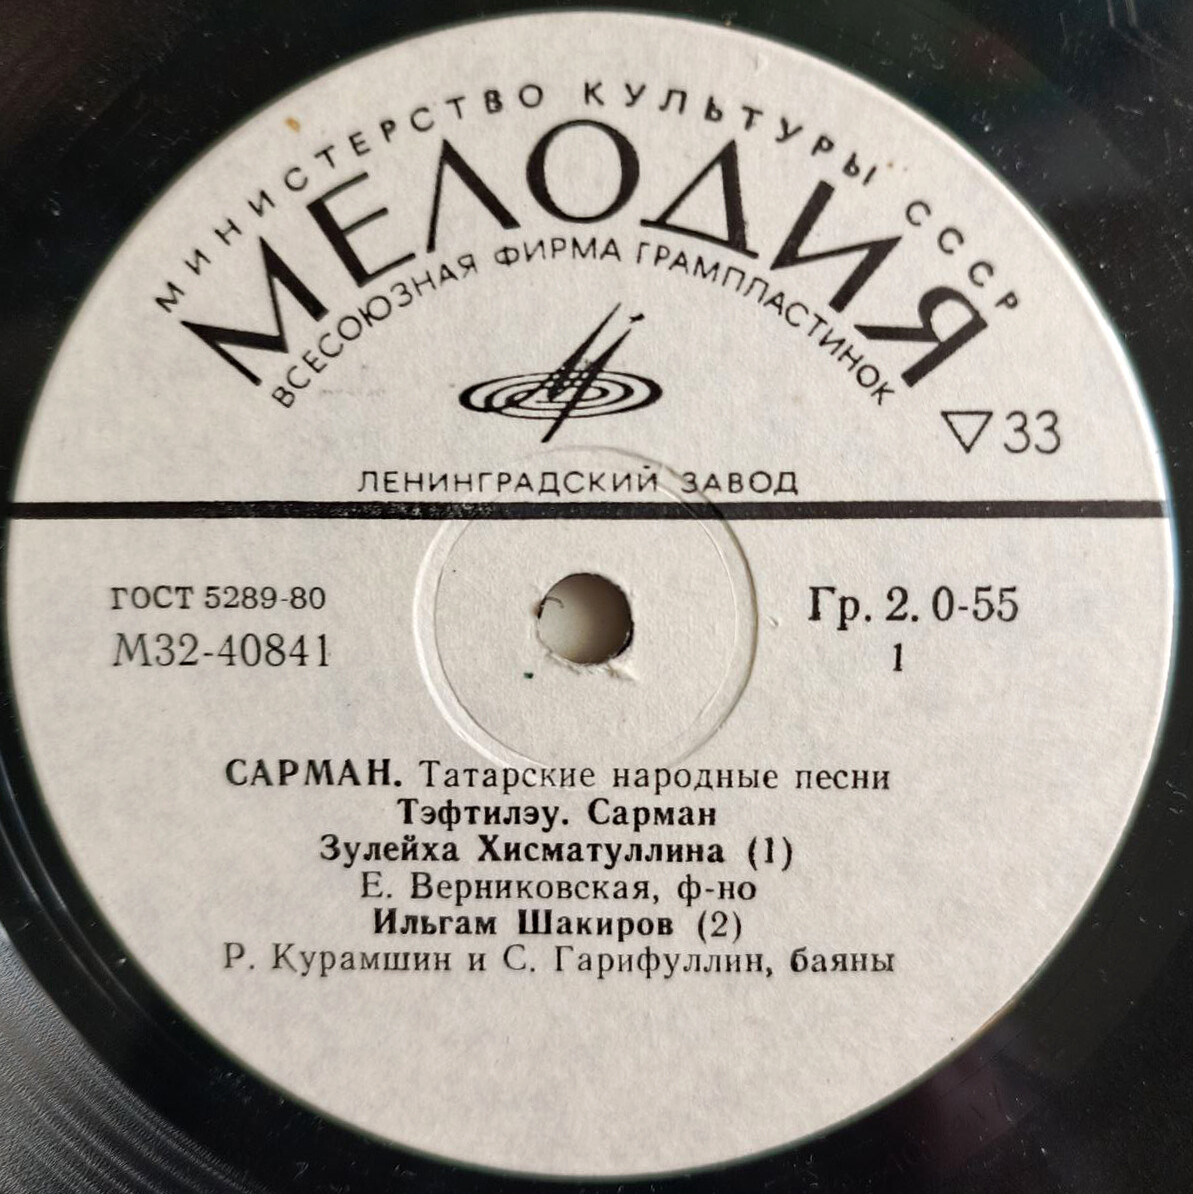 МИНИСТЕРСТВО КУЛЬТУРЫ СССР
МЕЛОДИЯ
ВСЕСОЮЗНАЯ ФИРМА ГРАМПЛАСТИНОК
▽33
ЛЕНИНГРАДСКИЙ ЗАВОД
ГОСТ 5289-80
М32-40841
Гр. 2. 0-55
1
САРМАН. Татарские народные песни
Тэфтилэу. Сарман
Зулейха Хисматуллина (1)
Е. Верниковская, ф-но
Ильгам Шакиров (2)
Р. Курамшин и С. Гарифуллин, баяны